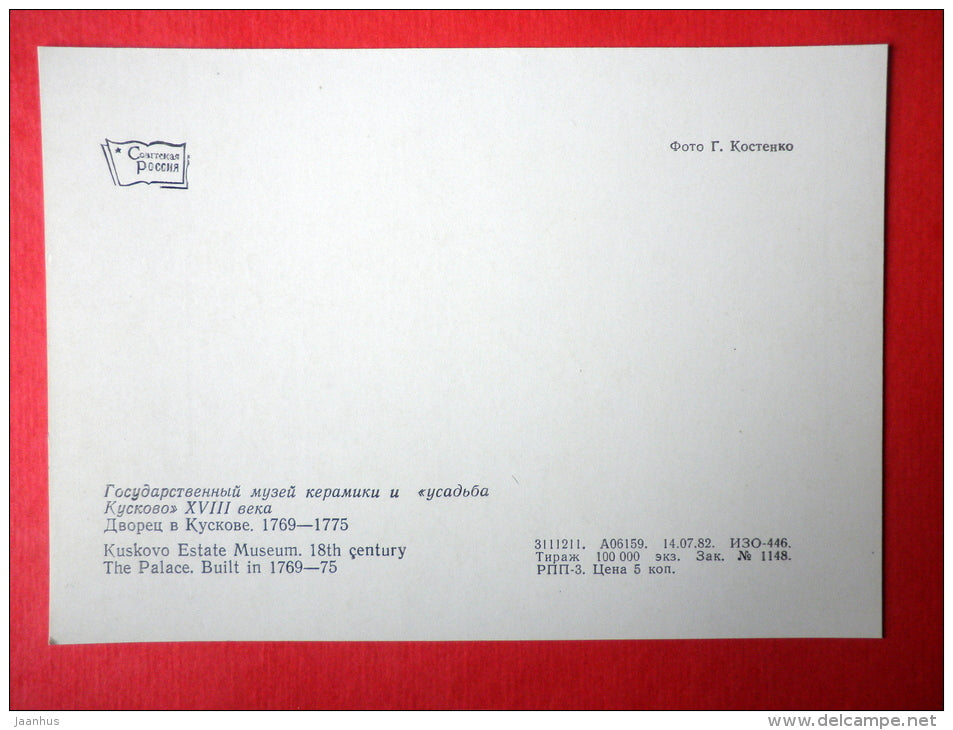 Советская
Россия
Фото Г. Костенко
Государственный музей керамики и «усадьба
Кусково» XVIII века
Дворец в Кускове. 1769—1775
Kuskovo Estate Museum. 18th century
The Palace. Built in 1769—75
3111211. А06159. 14.07.82. ИЗО-446.
Тираж 100 000 экз. Зак. № 1148.
РПП-3. Цена 5 коп.
jaanhus
www.delcampe.net